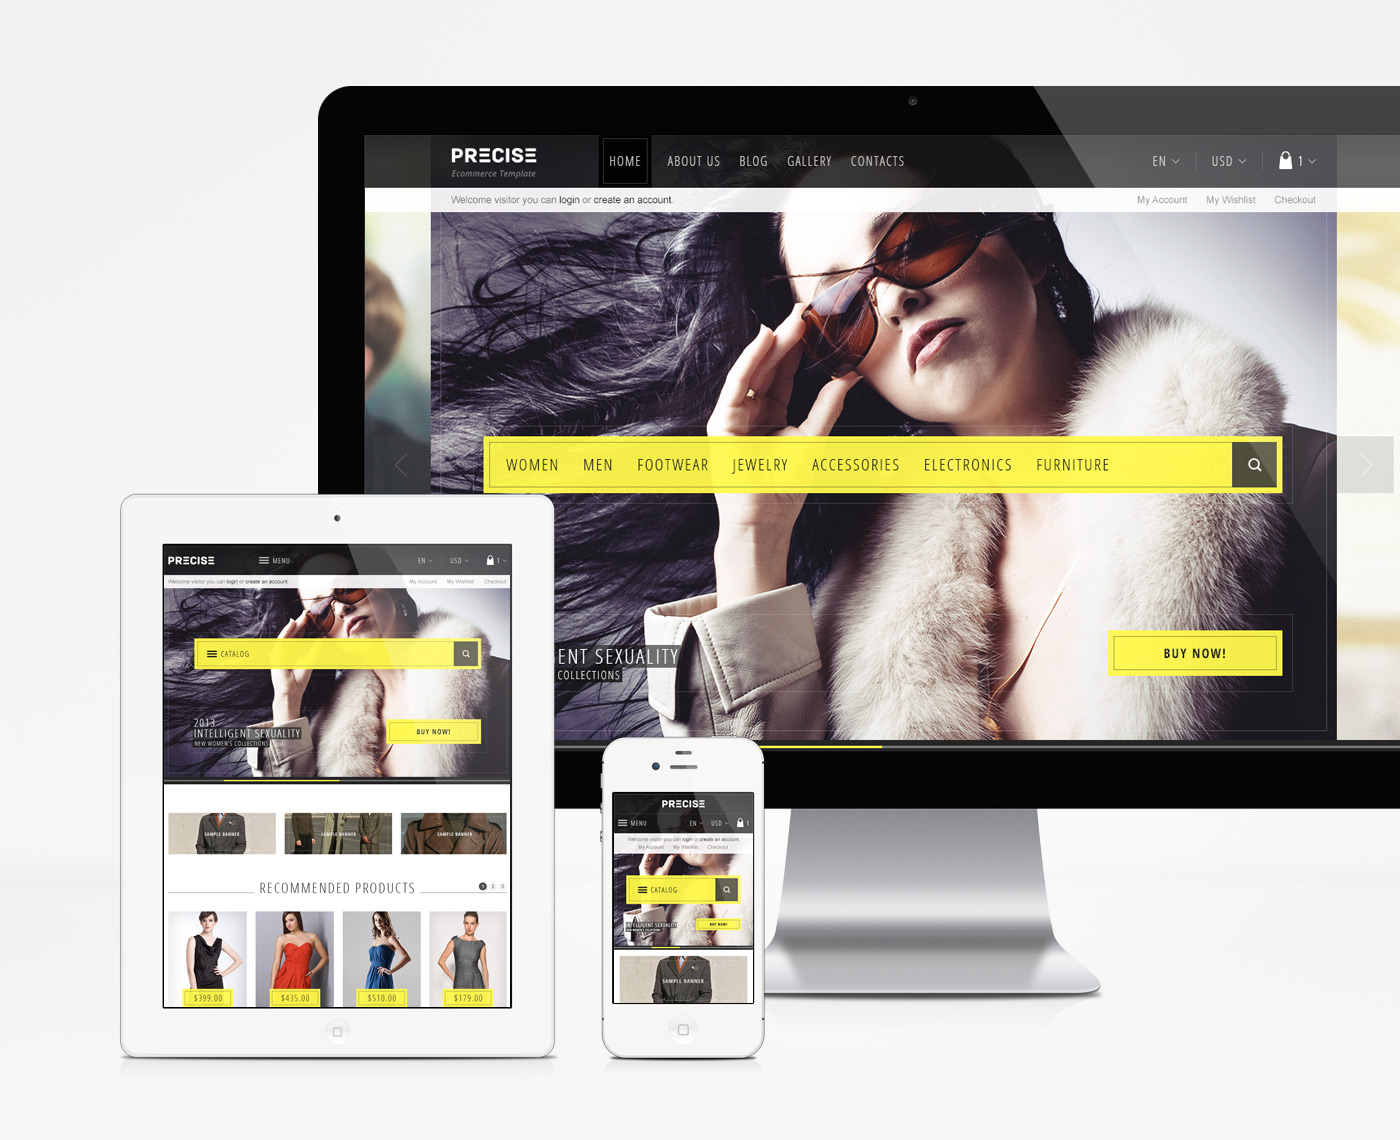 PRECISE
Ecommerce Template
HOME ABOUT US BLOG GALLERY CONTACTS
EN USD 1
Welcome visitor you can login or create an account.
My Account My Wishlist Checkout
WOMEN MEN FOOTWEAR JEWELRY ACCESSORIES ELECTRONICS FURNITURE
ENT SEXUALITY
COLLECTIONS
BUY NOW!
PRECISE
MENU
EN USD 1
Welcome visitor you can login or create an account
My Account My Wishlist Checkout
CATALOG
2013
INTELLIGENT SEXUALITY
NEW WOMEN'S COLLECTIONS
BUY NOW!
SAMPLE BANNER SAMPLE BANNER SAMPLE BANNER
RECOMMENDED PRODUCTS
1 2 3
$399.00 $435.00 $510.00 $179.00
PRECISE
MENU EN USD 1
Welcome visitor you can login or create an account
My Account My Wishlist Checkout
CATALOG
INTELLIGENT SEXUALITY
NEW WOMEN'S COLLECTIONS
BUY NOW!
SAMPLE BANNER